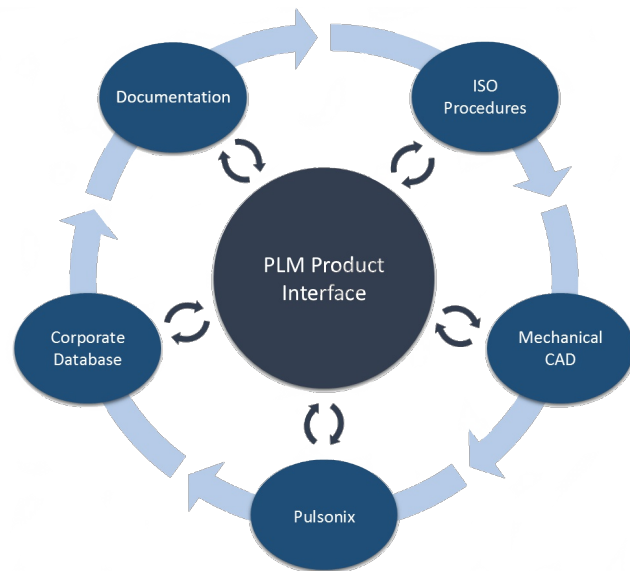 Documentation
ISO
Procedures
PLM Product
Interface
Corporate
Database
Mechanical
CAD
Pulsonix